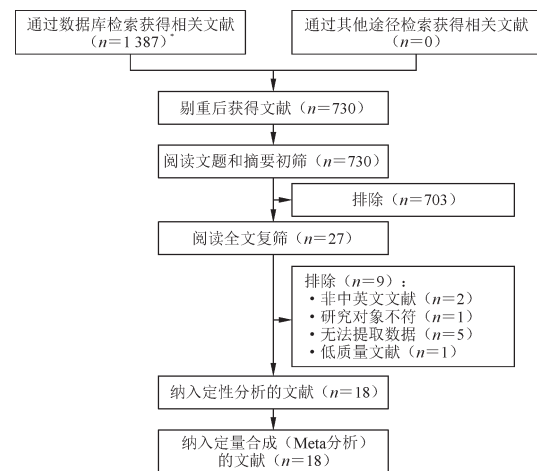 通过数据库检索获得相关文献
（n=1 387）*
通过其他途径检索获得相关文献
（n=0）
剔重后获得文献（n=730）
阅读文题和摘要初筛（n=730）
排除（n=703）
阅读全文复筛（n=27）
排除（n=9）：
·非中英文文献（n=2）
·研究对象不符（n=1）
·无法提取数据（n=5）
·低质量文献（n=1）
纳入定性分析的文献（n=18）
纳入定量合成（Meta分析）
的文献（n=18）